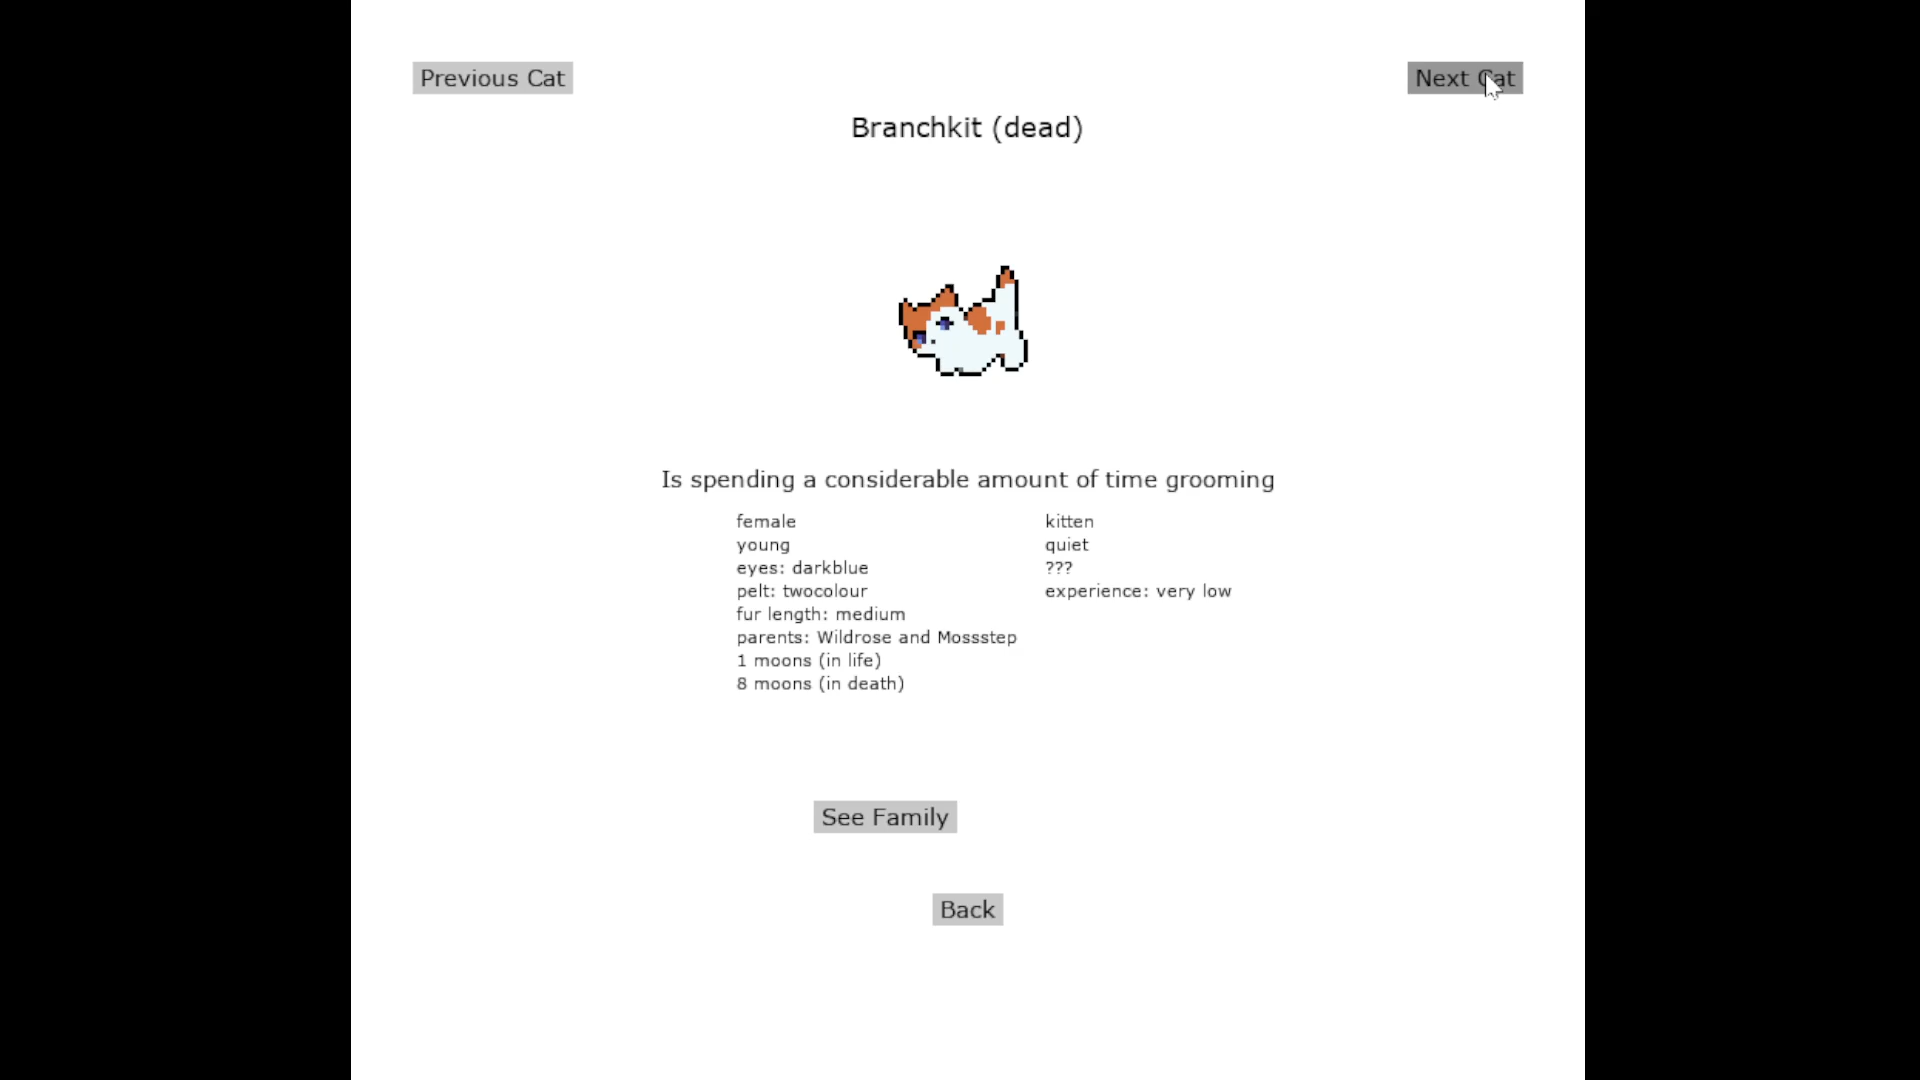 Previous Cat
Next Cat
Branchkit (dead)
Is spending a considerable amount of time grooming
female
young
eyes: darkblue
pelt: twocolour
fur length: medium
parents: Wildrose and Mossstep
1 moons (in life)
8 moons (in death)
kitten
quiet
???
experience: very low
See Family
Back